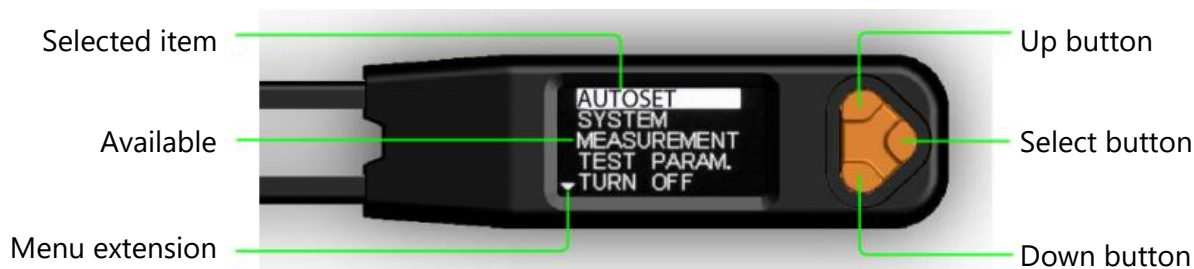 Selected item
Available
Menu extension
AUTOSET
SYSTEM
MEASUREMENT
TEST PARAM.
TURN OFF
Up button
Select button
Down button